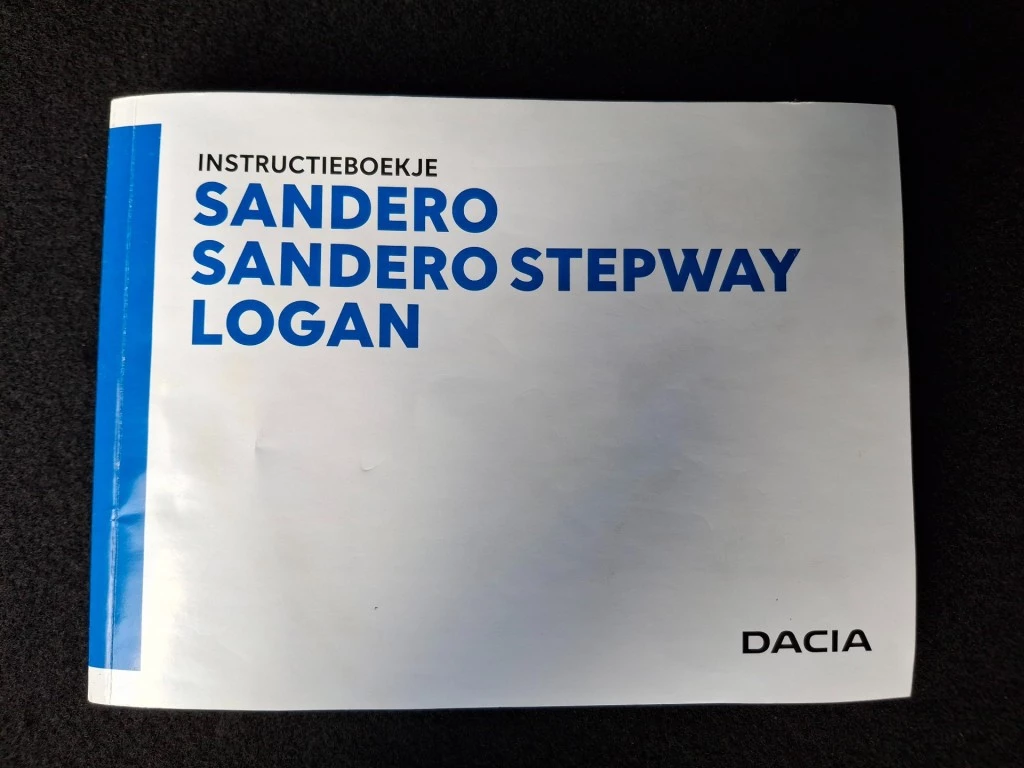 INSTRUCTIEBOEKJE
SANDERO
SANDERO STEPWAY
LOGAN
DACIA